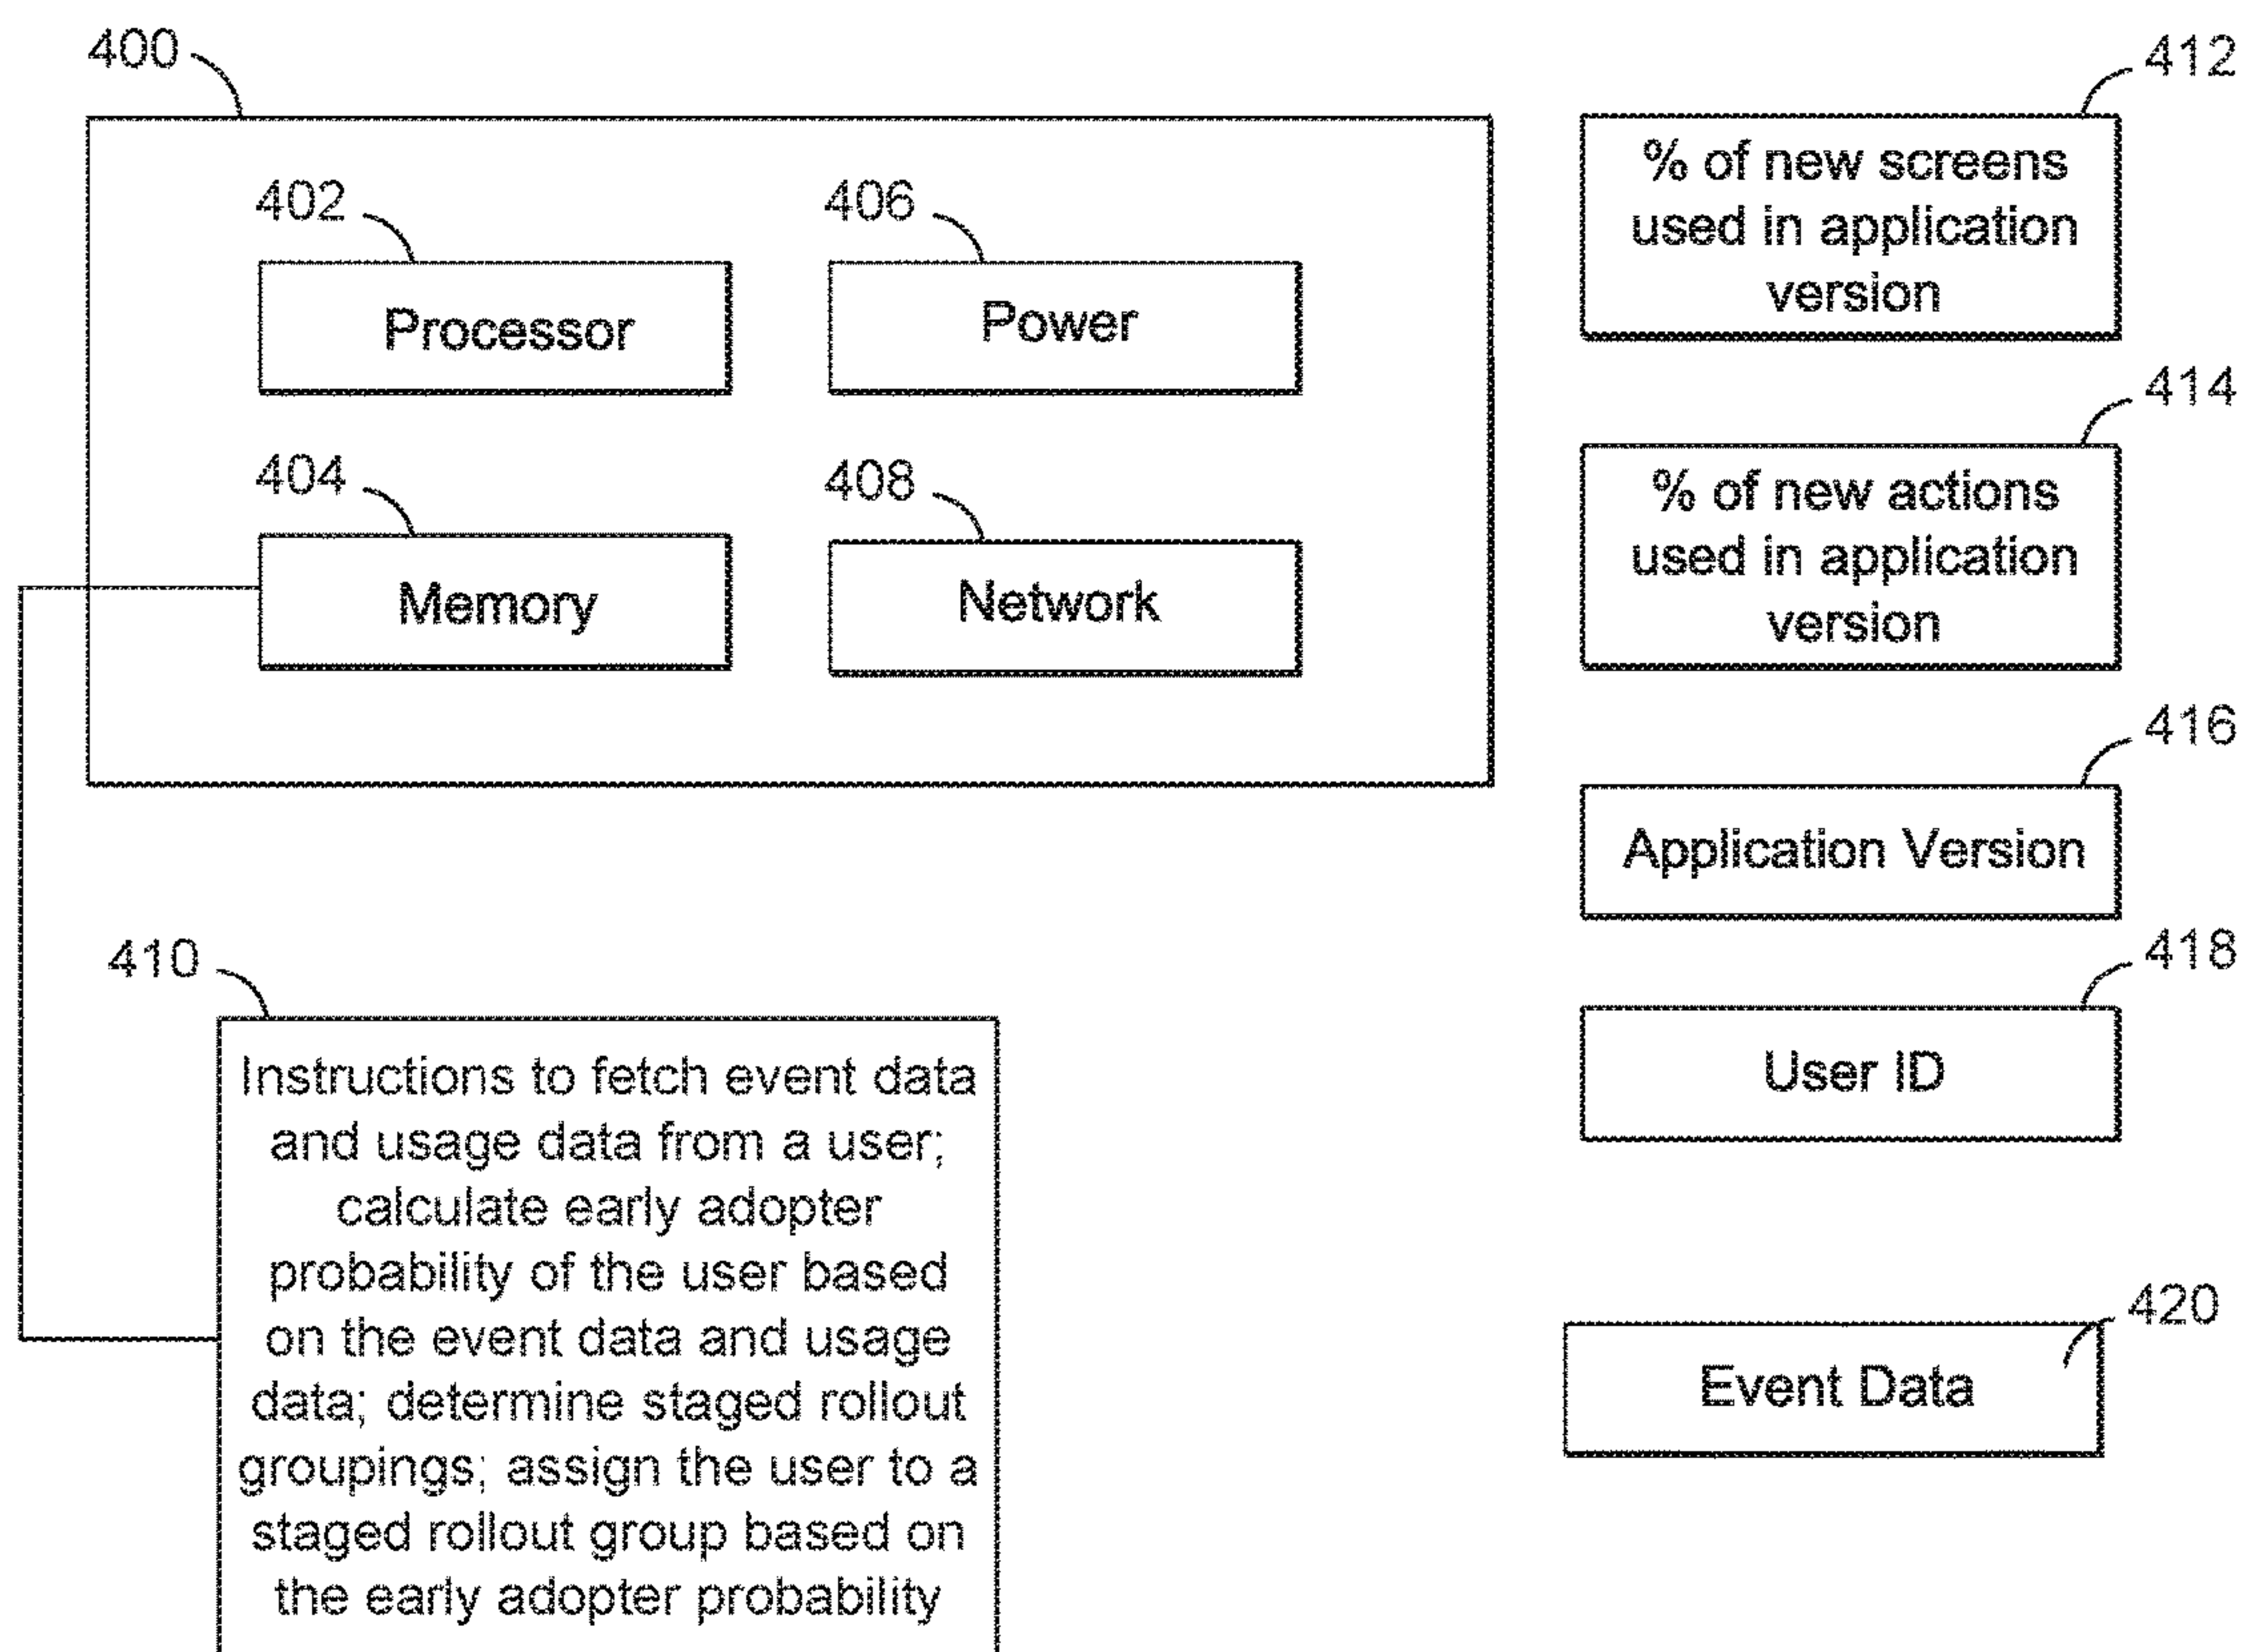 400
402
Processor
406
Power
404
Memory
408
Network
412
% of new screens
used in application
version
414
% of new actions
used in application
version
416
Application Version
418
User ID
420
Event Data
410
Instructions to fetch event data
and usage data from a user;
calculate early adopter
probability of the user based
on the event data and usage
data; determine staged rollout
groupings; assign the user to a
staged rollout group based on
the early adopter probability